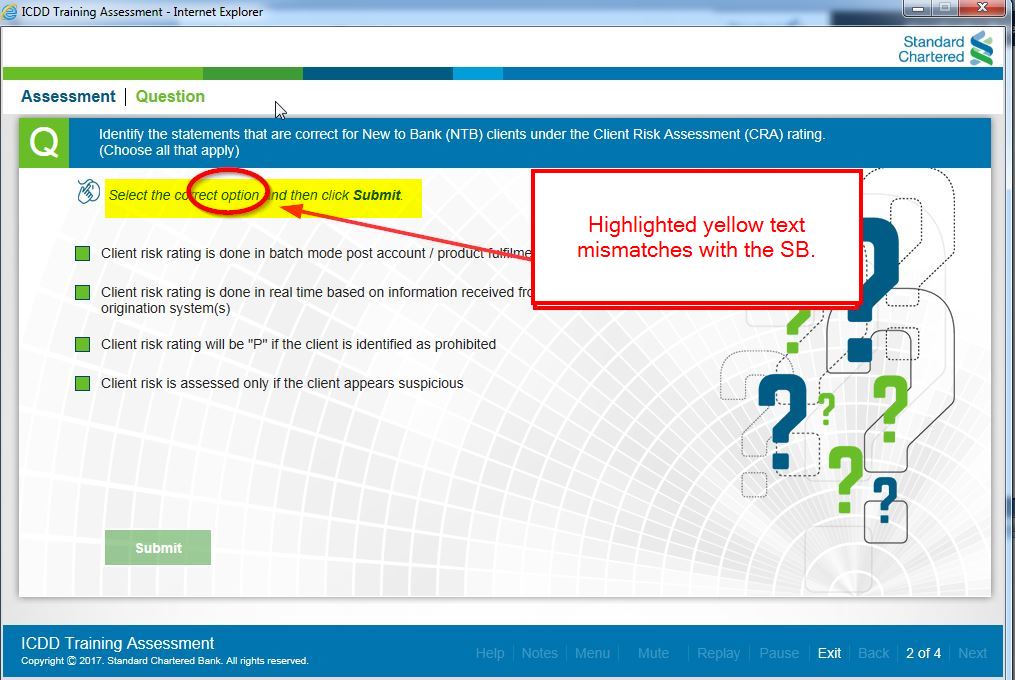 ICDD Training Assessment - Internet Explorer
Standard
Chartered
Assessment | Question
Q
Identify the statements that are correct for New to Bank (NTB) clients under the Client Risk Assessment (CRA) rating.
(Choose all that apply)
Select the correct option and then click Submit.
Highlighted yellow text
mismatches with the SB.
Client risk rating is done in batch mode post account / product
Client risk rating is done in real time based on information received
origination system(s)
Client risk rating will be "P" if the client is identified as prohibited
Client risk is assessed only if the client appears suspicious
Submit
ICDD Training Assessment
Copyright © 2017. Standard Chartered Bank. All rights reserved.
Help | Notes | Menu | Mute | Replay | Pause | Exit | Back | 2 of 4 | Next